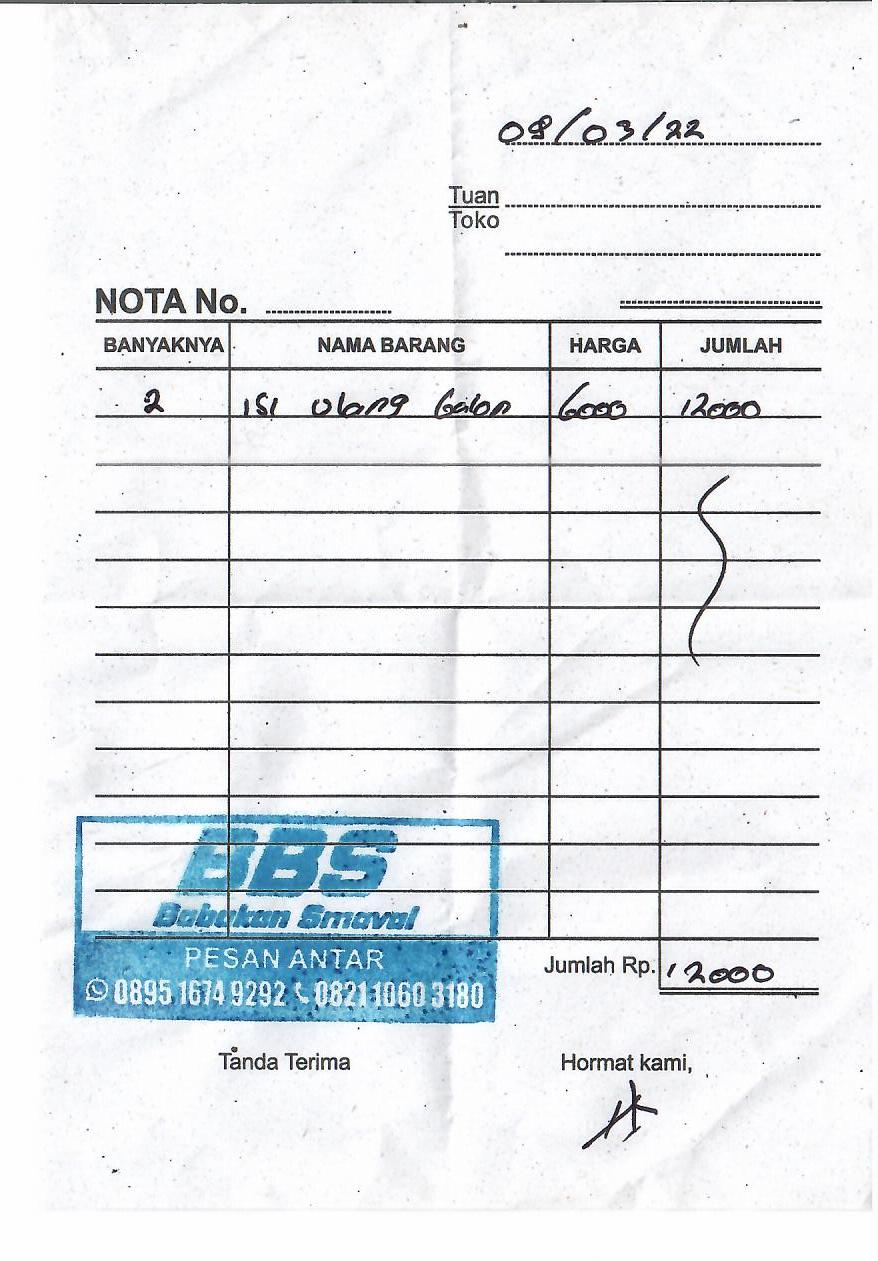 08/03/22
Tuan
Toko
NOTA No.
BANYAKNYA NAMA BARANG HARGA JUMLAH
2 isi ulang Galon 6000 12000
BBS
Babakan Smaval
PESAN ANTAR
0895 1674 9292 0821 1060 3180
Jumlah Rp. 12000
Tanda Terima Hormat kami,